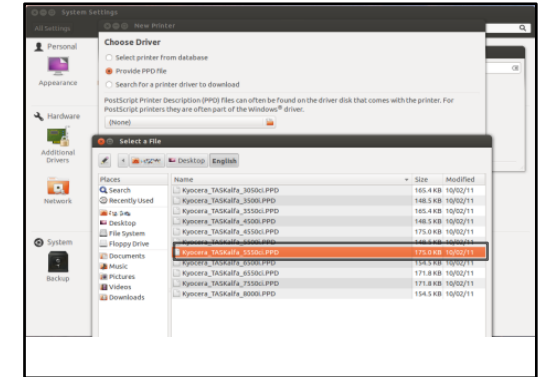 System Settings
All Settings
New Printer
Choose Driver
Select printer from database
Provide PPD file
Search for a printer driver to download
PostScript Printer Description (PPD) files can often be found on the driver disk that comes with the printer. For
PostScript printers they are often part of the Windows® driver.
(None)
Personal
Appearance
Hardware
Additional
Drivers
Network
System
Backup
Select a File
Desktop English
Places
Search
Recently Used
Desktop
File System
Floppy Drive
Documents
Music
Pictures
Videos
Downloads
Name Size Modified
Kyocera_TASKalfa_3050ci.PPD 165.4 KB 10/02/11
Kyocera_TASKalfa_3500i.PPD 148.5 KB 10/02/11
Kyocera_TASKalfa_3550ci.PPD 165.4 KB 10/02/11
Kyocera_TASKalfa_4500i.PPD 148.5 KB 10/02/11
Kyocera_TASKalfa_4550ci.PPD 175.0 KB 10/02/11
Kyocera_TASKalfa_5500i.PPD 148.5 KB 10/02/11
Kyocera_TASKalfa_5550ci.PPD 175.0 KB 10/02/11
Kyocera_TASKalfa_6500i.PPD 154.5 KB 10/02/11
Kyocera_TASKalfa_6550ci.PPD 171.8 KB 10/02/11
Kyocera_TASKalfa_7550ci.PPD 171.8 KB 10/02/11
Kyocera_TASKalfa_8000i.PPD 154.5 KB 10/02/11